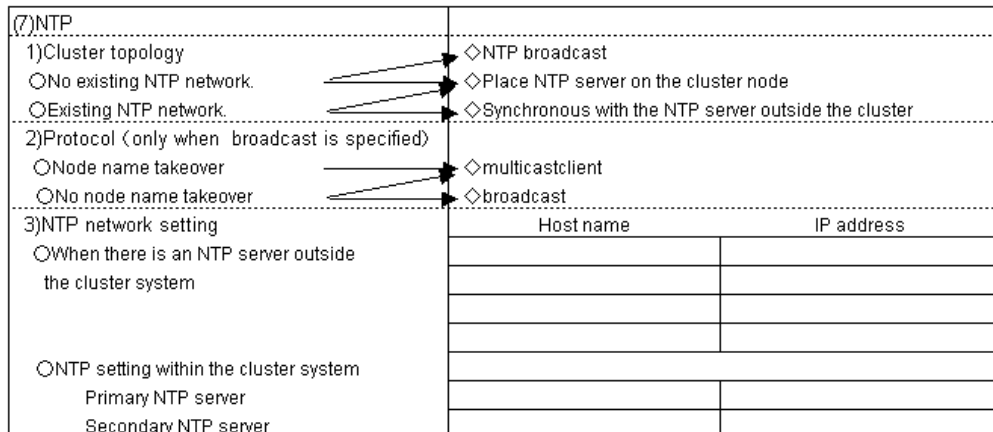 (7)NTP
1)Cluster topology
◇NTP broadcast
○No existing NTP network.
◇Place NTP server on the cluster node
○Existing NTP network.
◇Synchronous with the NTP server outside the cluster
2)Protocol (only when broadcast is specified)
○Node name takeover
◇multicastclient
○No node name takeover
◇broadcast
3)NTP network setting
Host name
IP address
○When there is an NTP server outside
the cluster system
○NTP setting within the cluster system
Primary NTP server
Secondary NTP server